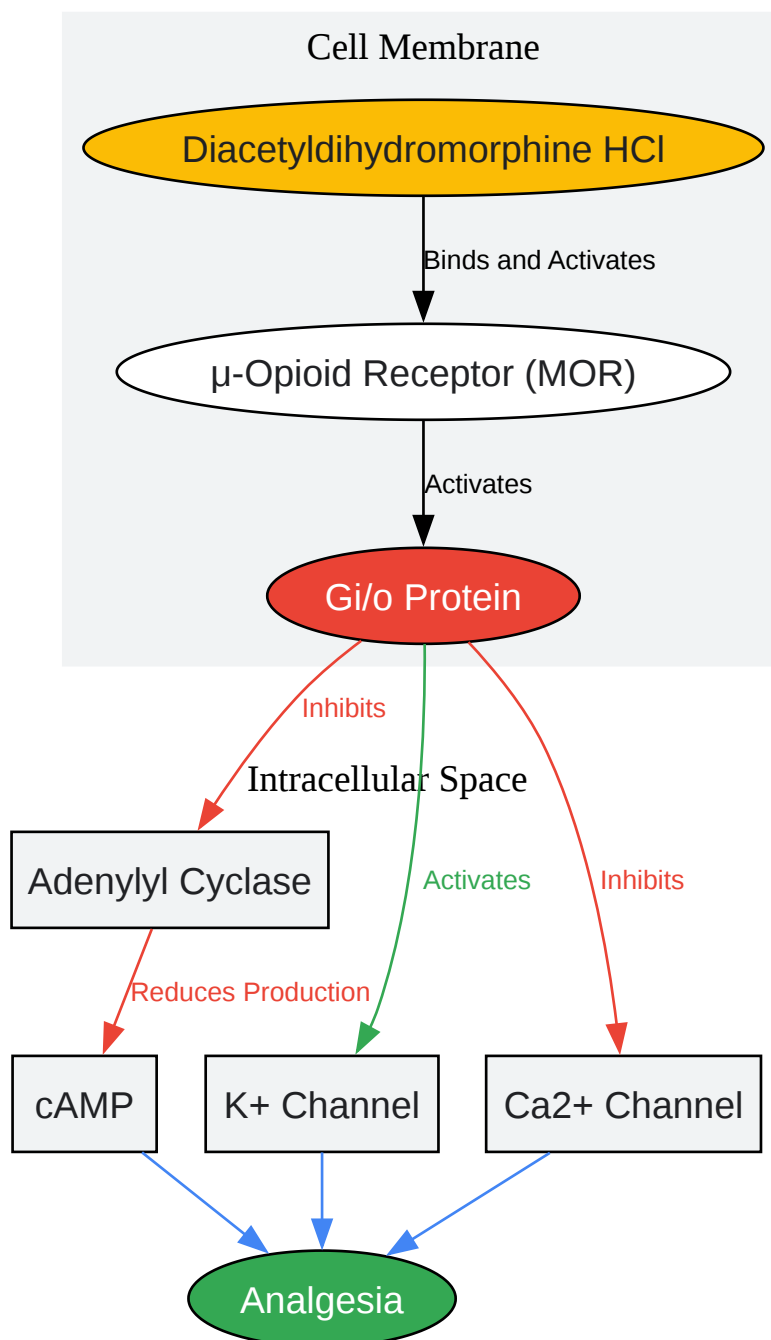 Cell Membrane
Diacetyldihydromorphine HCl
Binds and Activates
μ-Opioid Receptor (MOR)
Activates
Gi/o Protein
Inhibits
Intracellular Space
Adenylyl Cyclase
Activates
Inhibits
Reduces Production
cAMP
K+ Channel
Ca2+ Channel
Analgesia